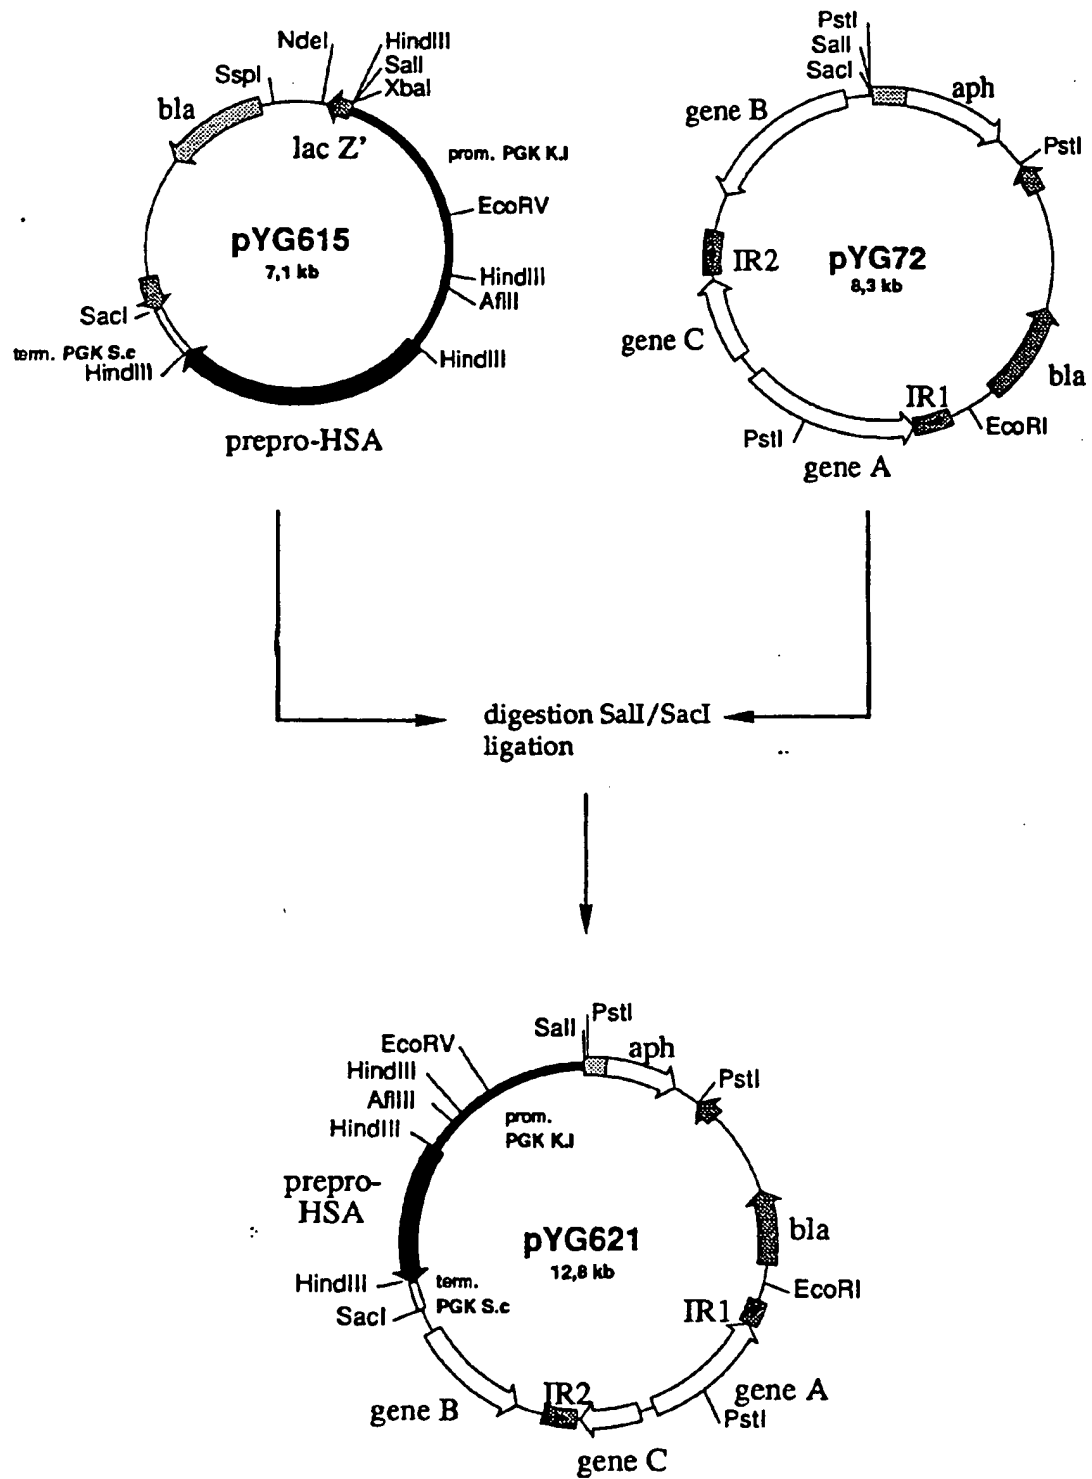 NdeI
HindIII
SalI
XbaI
SspI
bla
lac Z'
prom. PGK K.l
EcoRV
pYG615
7,1 kb
HindIII
AflII
SacI
term. PGK S.c
HindIII
HindIII
prepro-HSA
PstI
SalI
SacI
aph
gene B
PstI
IR2
pYG72
8,3 kb
gene C
bla
IR1
EcoRI
PstI
gene A
digestion SalI/SacI
ligation
PstI
SalI
aph
EcoRV
HindIII
AflIII
HindIII
PstI
prom.
PGK K.l
prepro-
HSA
pYG621
12,8 kb
bla
HindIII
term.
PGK S.c
SacI
EcoRI
IR1
gene B
IR2
gene A
PstI
gene C